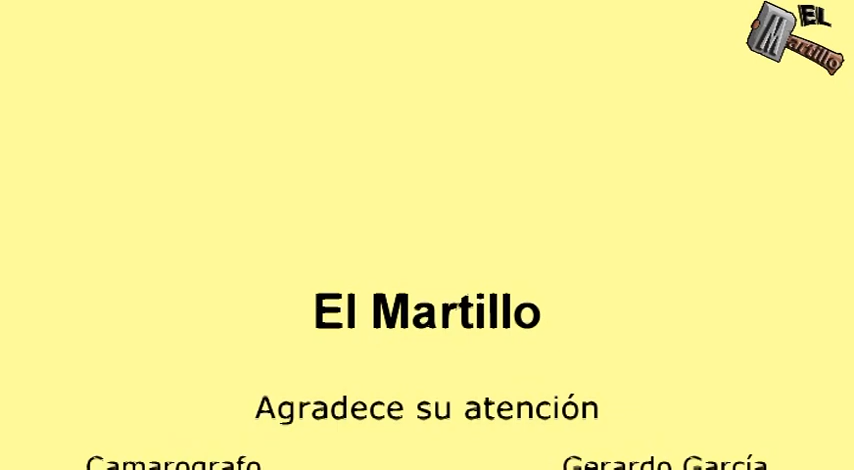 EL
Martillo
El Martillo
Agradece su atención
Camarografo Gerardo García